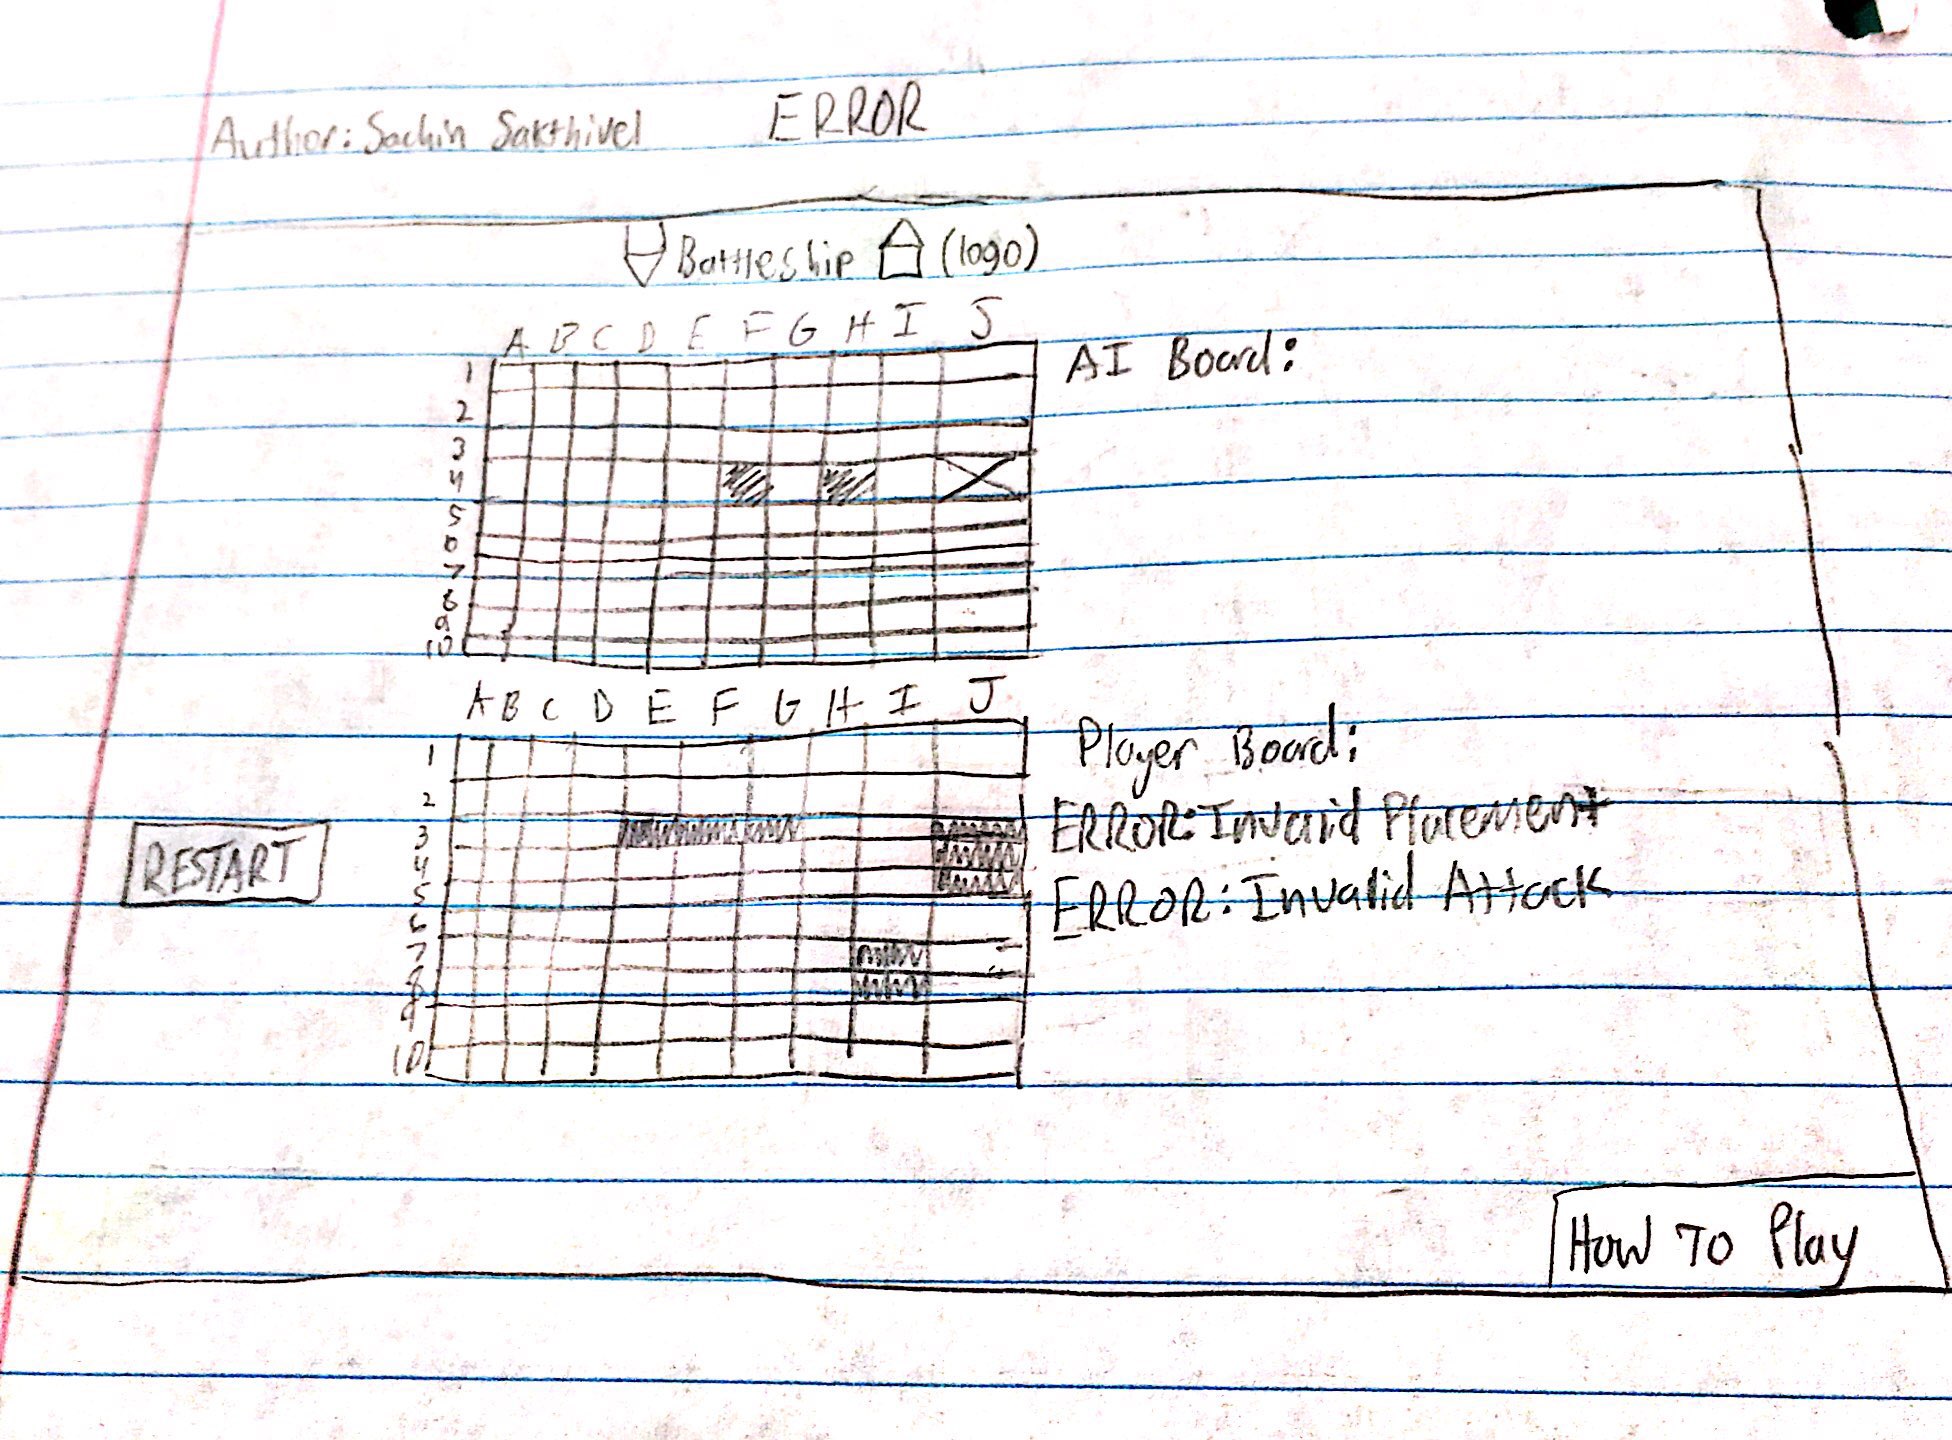 Author: Sachin Sakthivel ERROR
Battleship (logo)
A B C D E F G H I J
AI Board:
1
2
3
4
5
6
7
8
9
10
A B C D E F G H I J
Player Board:
1
2
3
4
5
6
7
8
9
10
ERROR: Invalid Placement
ERROR: Invalid Attack
RESTART
How To Play